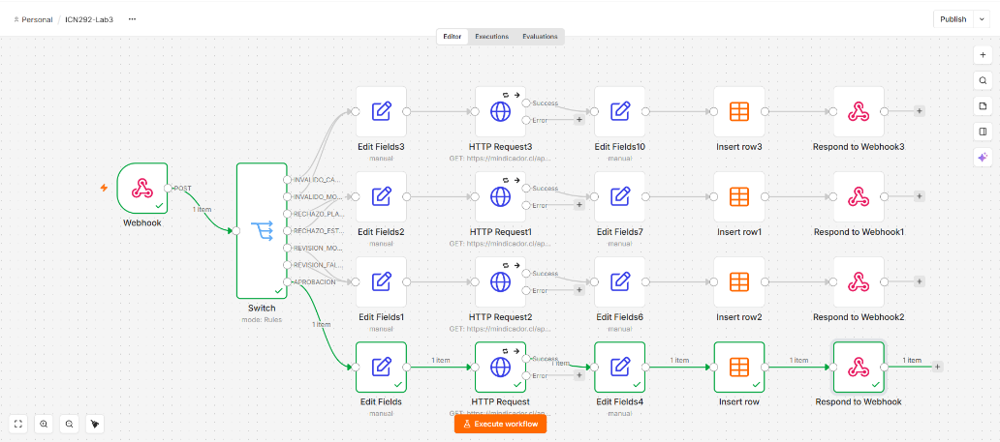 Personal / ICN292-Lab3 ...
Publish
Editor Executions Evaluations
Success
Error
Edit Fields3
manual
HTTP Request3
GET: https://mindicador.cl/ap...
Edit Fields10
manual
Insert row3
Respond to Webhook3
POST
1 item
Webhook
INVALIDO_CA...
INVALIDO_MO...
RECHAZO_PLA...
RECHAZO_EST...
REVISION_MO...
REVISION_FAL...
APROBACION
Switch
mode: Rules
1 item
Success
Error
Edit Fields2
manual
HTTP Request1
GET: https://mindicador.cl/ap...
Edit Fields7
manual
Insert row1
Respond to Webhook1
Success
Error
Edit Fields1
manual
HTTP Request2
GET: https://mindicador.cl/ap...
Edit Fields6
manual
Insert row2
Respond to Webhook2
1 item
Success
1 item
Error
1 item
1 item
1 item
Edit Fields
manual
HTTP Request
GET: https://mindicador.cl/ap...
Edit Fields4
manual
Insert row
Respond to Webhook
Execute workflow